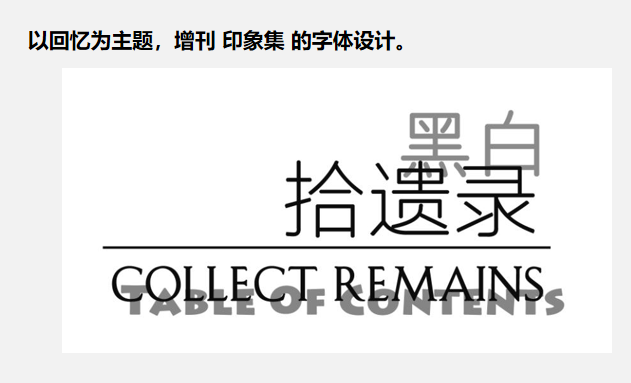 以回忆为主题，增刊 印象集 的字体设计。
黑白
拾遗录
COLLECT REMAINS
TABLE OF CONTENTS